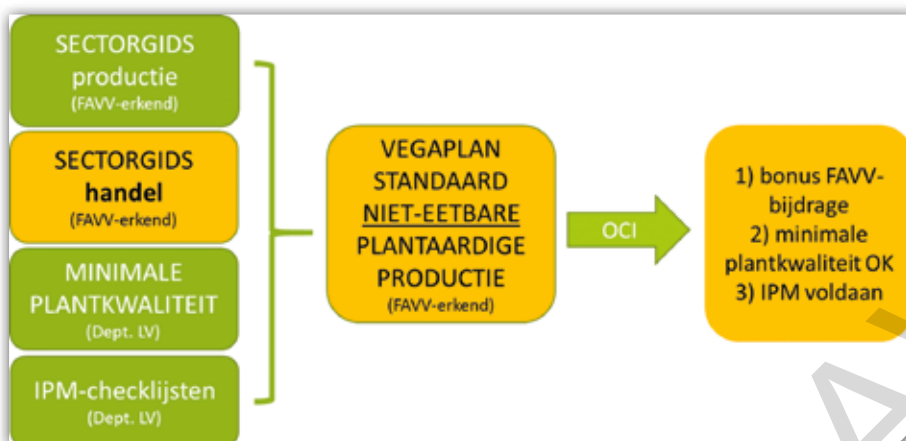 SECTORGIDS
productie
(FAVV-erkend)
SECTORGIDS
handel
(FAVV-erkend)
MINIMALE
PLANTKWALITEIT
(Dept. LV)
IPM-checklijsten
(Dept. LV)
VEGAPLAN
STANDAARD
NIET-EETBARE
PLANTAARDIGE
PRODUCTIE
(FAVV-erkend)
OCI
1) bonus FAVV-
bijdrage
2) minimale
plantkwaliteit OK
3) IPM voldaan